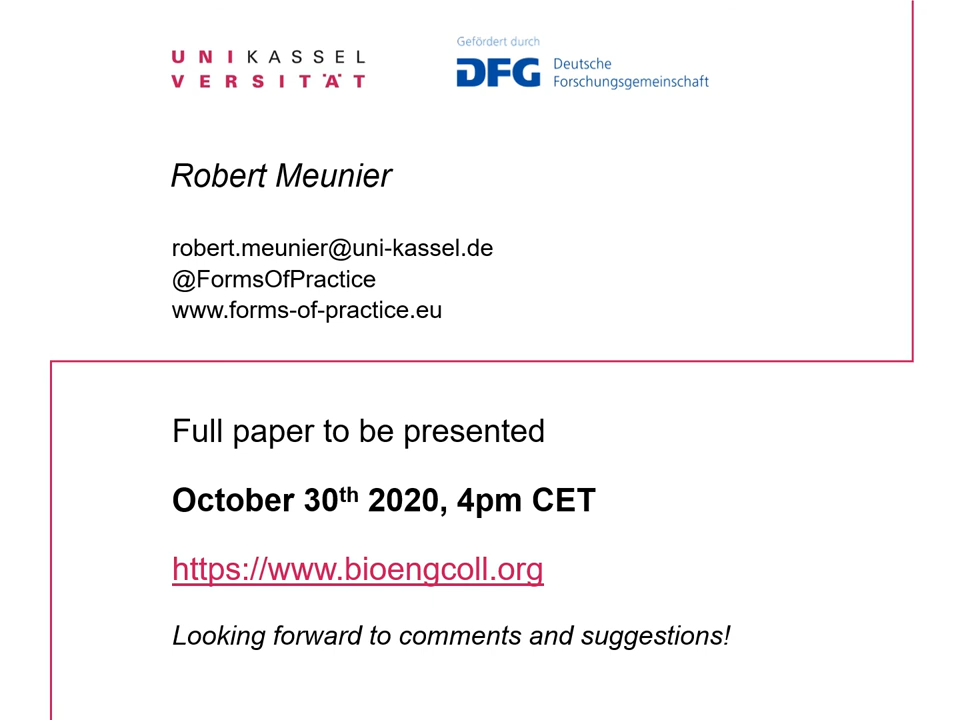 UNIKASSEL
VERSITÄT
Gefördert durch
DFG Deutsche
Forschungsgemeinschaft
Robert Meunier
robert.meunier@uni-kassel.de
@FormsOfPractice
www.forms-of-practice.eu
Full paper to be presented
October 30th 2020, 4pm CET
https://www.bioengcoll.org
Looking forward to comments and suggestions!